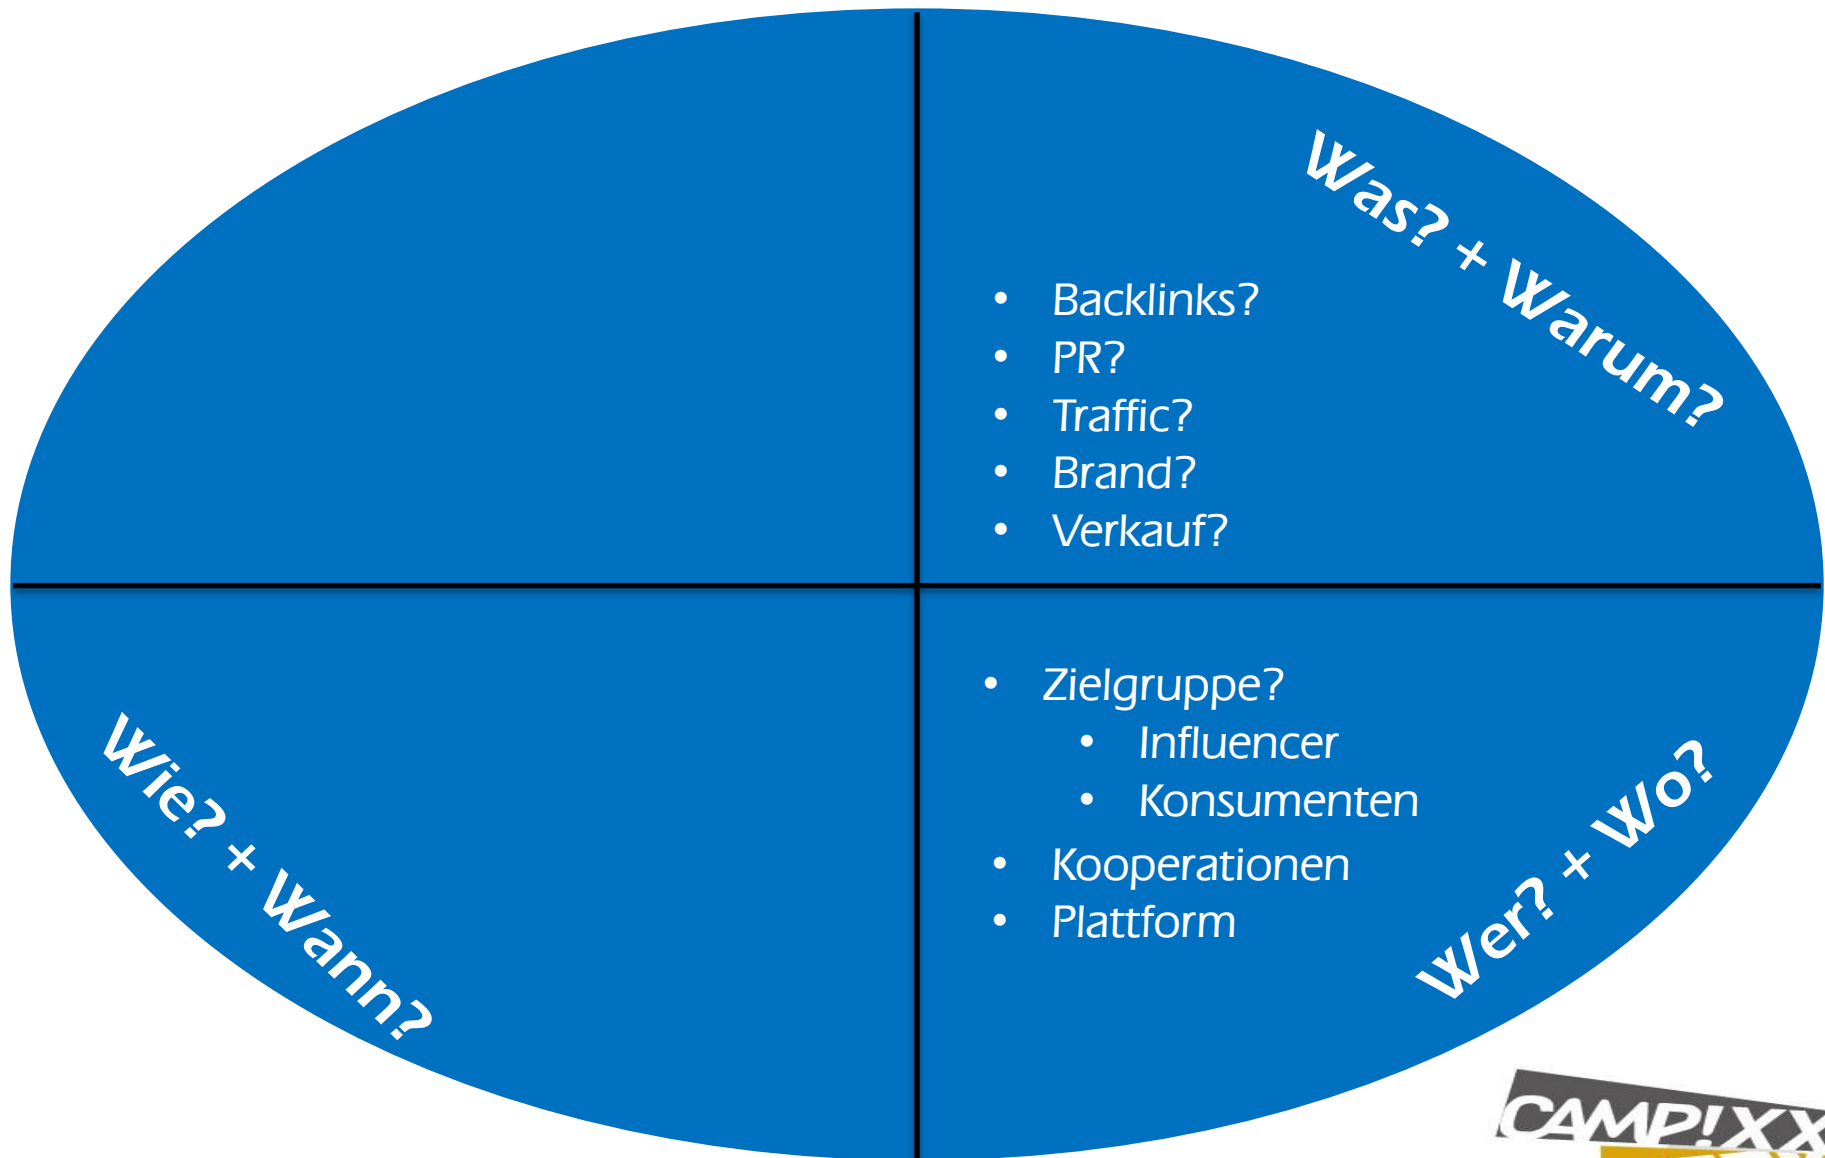 Was? + Warum?
• Backlinks?
• PR?
• Traffic?
• Brand?
• Verkauf?
• Zielgruppe?
• Influencer
• Konsumenten
• Kooperationen
• Plattform
Wer? + Wo?
Wie? + Wann?
CAMP!XX